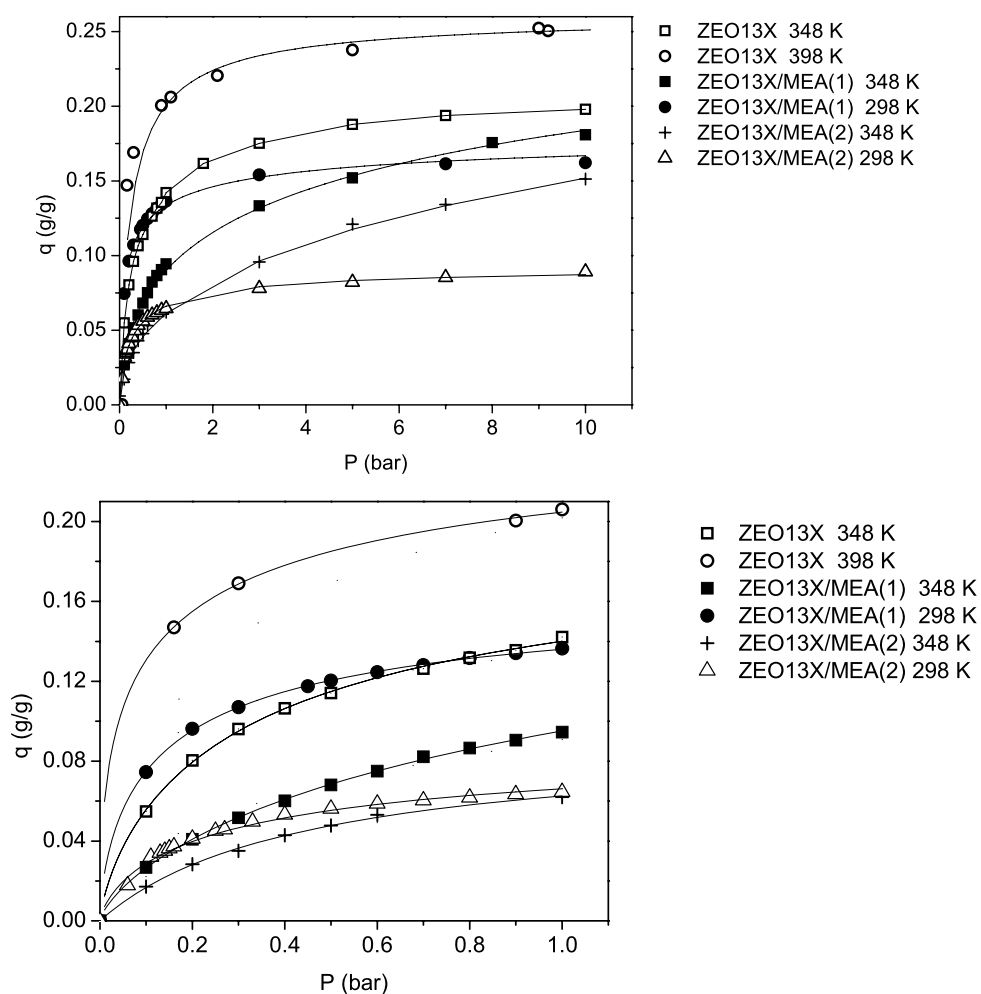 0.25
0.20
0.15
0.10
0.05
0.00
q (g/g)
0 2 4 6 8 10
P (bar)
ZEO13X 348 K
ZEO13X 398 K
ZEO13X/MEA(1) 348 K
ZEO13X/MEA(1) 298 K
ZEO13X/MEA(2) 348 K
ZEO13X/MEA(2) 298 K
0.20
0.16
0.12
0.08
0.04
0.00
q (g/g)
0.0 0.2 0.4 0.6 0.8 1.0
P (bar)
ZEO13X 348 K
ZEO13X 398 K
ZEO13X/MEA(1) 348 K
ZEO13X/MEA(1) 298 K
ZEO13X/MEA(2) 348 K
ZEO13X/MEA(2) 298 K